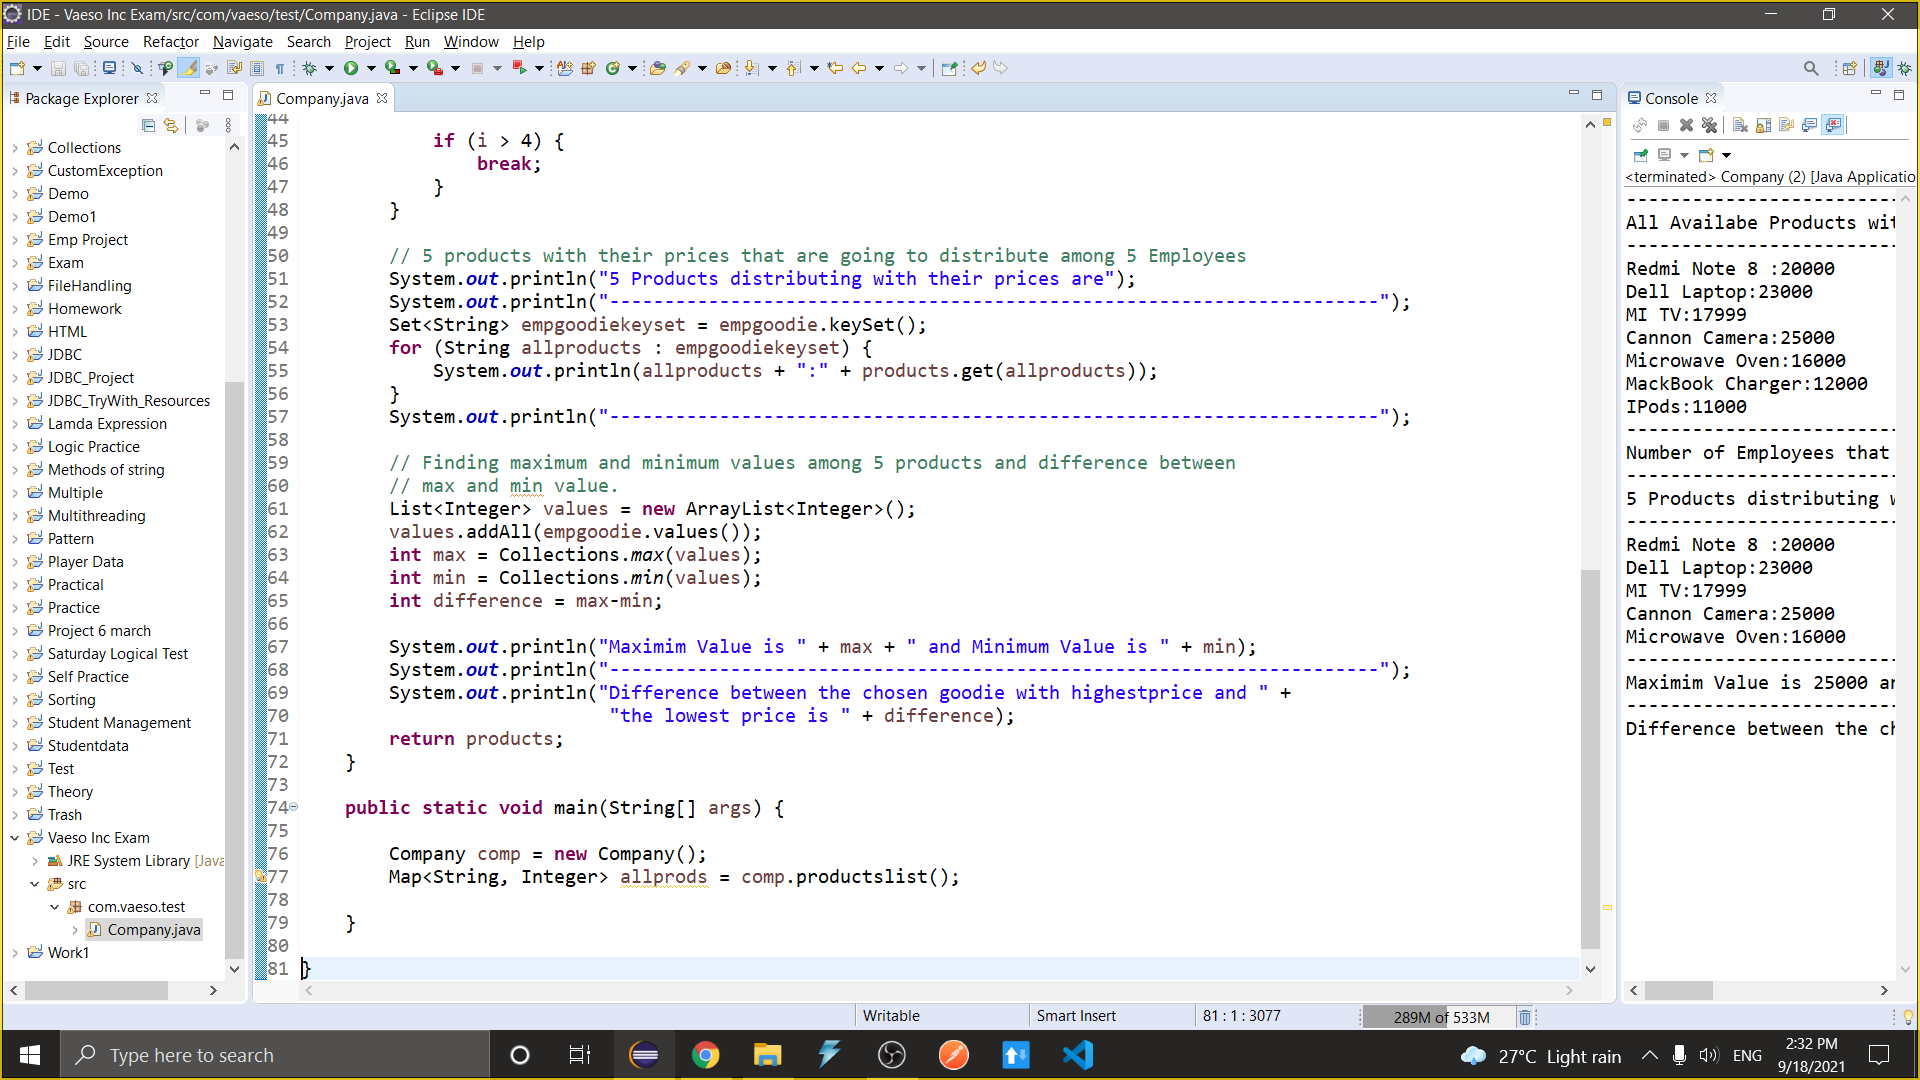 IDE - Vaeso Inc Exam/src/com/vaeso/test/Company.java - Eclipse IDE
File Edit Source Refactor Navigate Search Project Run Window Help
Package Explorer
Collections
CustomException
Demo
Demo1
Emp Project
Exam
FileHandling
Homework
HTML
JDBC
JDBC_Project
JDBC_TryWith_Resources
Lamda Expression
Logic Practice
Methods of string
Multiple
Multithreading
Pattern
Player Data
Practical
Practice
Project 6 march
Saturday Logical Test
Self Practice
Sorting
Student Management
Studentdata
Test
Theory
Trash
Vaeso Inc Exam
JRE System Library [Java
src
com.vaeso.test
Company.java
Work1
Company.java
44
45             if (i > 4) {
46                 break;
47             }
48         }
49
50         // 5 products with their prices that are going to distribute among 5 Employees
51         System.out.println("5 Products distributing with their prices are");
52         System.out.println("----------------------------------------------------------------------");
53         Set<String> empgoodiekeyset = empgoodie.keySet();
54         for (String allproducts : empgoodiekeyset) {
55             System.out.println(allproducts + ":" + products.get(allproducts));
56         }
57         System.out.println("----------------------------------------------------------------------");
58
59         // Finding maximum and minimum values among 5 products and difference between
60         // max and min value.
61         List<Integer> values = new ArrayList<Integer>();
62         values.addAll(empgoodie.values());
63         int max = Collections.max(values);
64         int min = Collections.min(values);
65         int difference = max-min;
66
67         System.out.println("Maximim Value is " + max + " and Minimum Value is " + min);
68         System.out.println("----------------------------------------------------------------------");
69         System.out.println("Difference between the chosen goodie with highestprice and " +
70                             "the lowest price is " + difference);
71         return products;
72     }
73
74     public static void main(String[] args) {
75
76         Company comp = new Company();
77         Map<String, Integer> allprods = comp.productslist();
78
79     }
80
81 }
Console
<terminated> Company (2) [Java Applicatio
-------------------------
All Availabe Products wit
-------------------------
Redmi Note 8 :20000
Dell Laptop:23000
MI TV:17999
Cannon Camera:25000
Microwave Oven:16000
MackBook Charger:12000
IPods:11000
-------------------------
Number of Employees that
-------------------------
5 Products distributing w
-------------------------
Redmi Note 8 :20000
Dell Laptop:23000
MI TV:17999
Cannon Camera:25000
Microwave Oven:16000
-------------------------
Maximim Value is 25000 an
-------------------------
Difference between the ch
Writable
Smart Insert
81 : 1 : 3077
289M of 533M
Type here to search
27°C Light rain
ENG
2:32 PM
9/18/2021